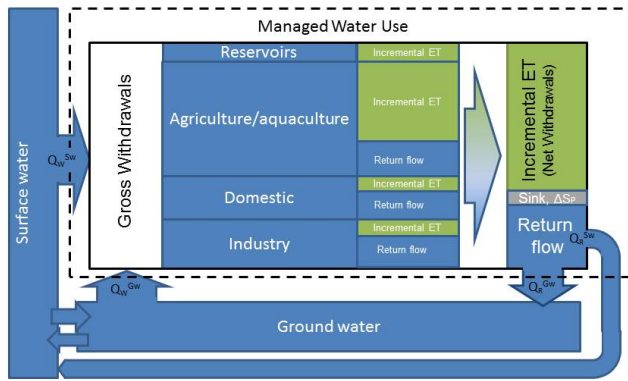 Managed Water Use
Surface water
Q_W^Sw
Gross Withdrawals
Reservoirs
Incremental ET
Agriculture/aquaculture
Incremental ET
Return flow
Domestic
Incremental ET
Return flow
Industry
Incremental ET
Return flow
Incremental ET
(Net Withdrawals)
Sink, ΔS_P
Return
flow
Q_R^Sw
Q_W^Gw
Q_R^Gw
Ground water